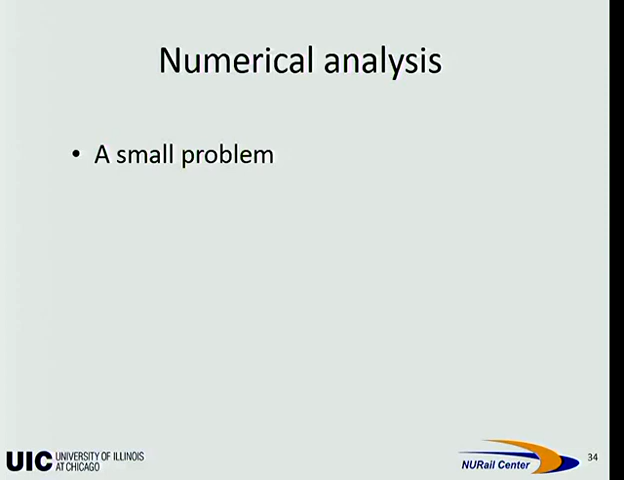 Numerical analysis
• A small problem
UIC UNIVERSITY OF ILLINOIS
AT CHICAGO
NURail Center
34